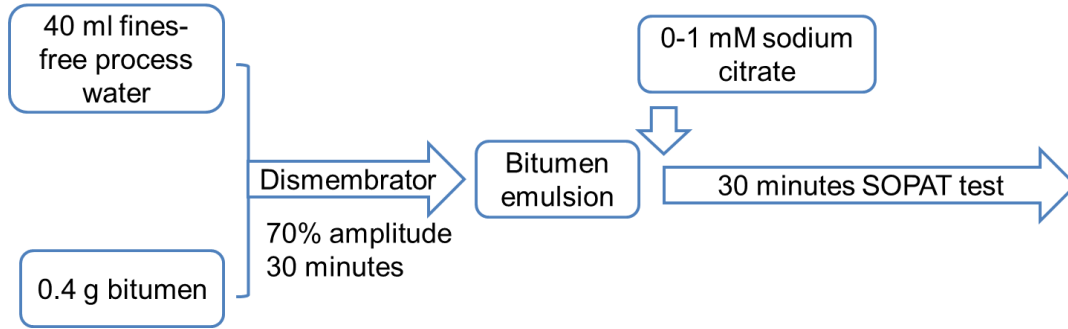 40 ml fines-
free process
water
0.4 g bitumen
Dismembrator
70% amplitude
30 minutes
Bitumen
emulsion
0-1 mM sodium
citrate
30 minutes SOPAT test